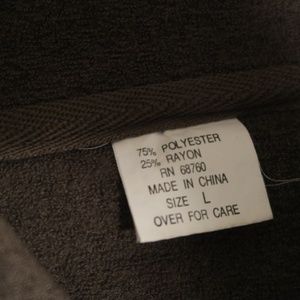 75% POLYESTER
25% RAYON
RN 68760
MADE IN CHINA
SIZE L
OVER FOR CARE